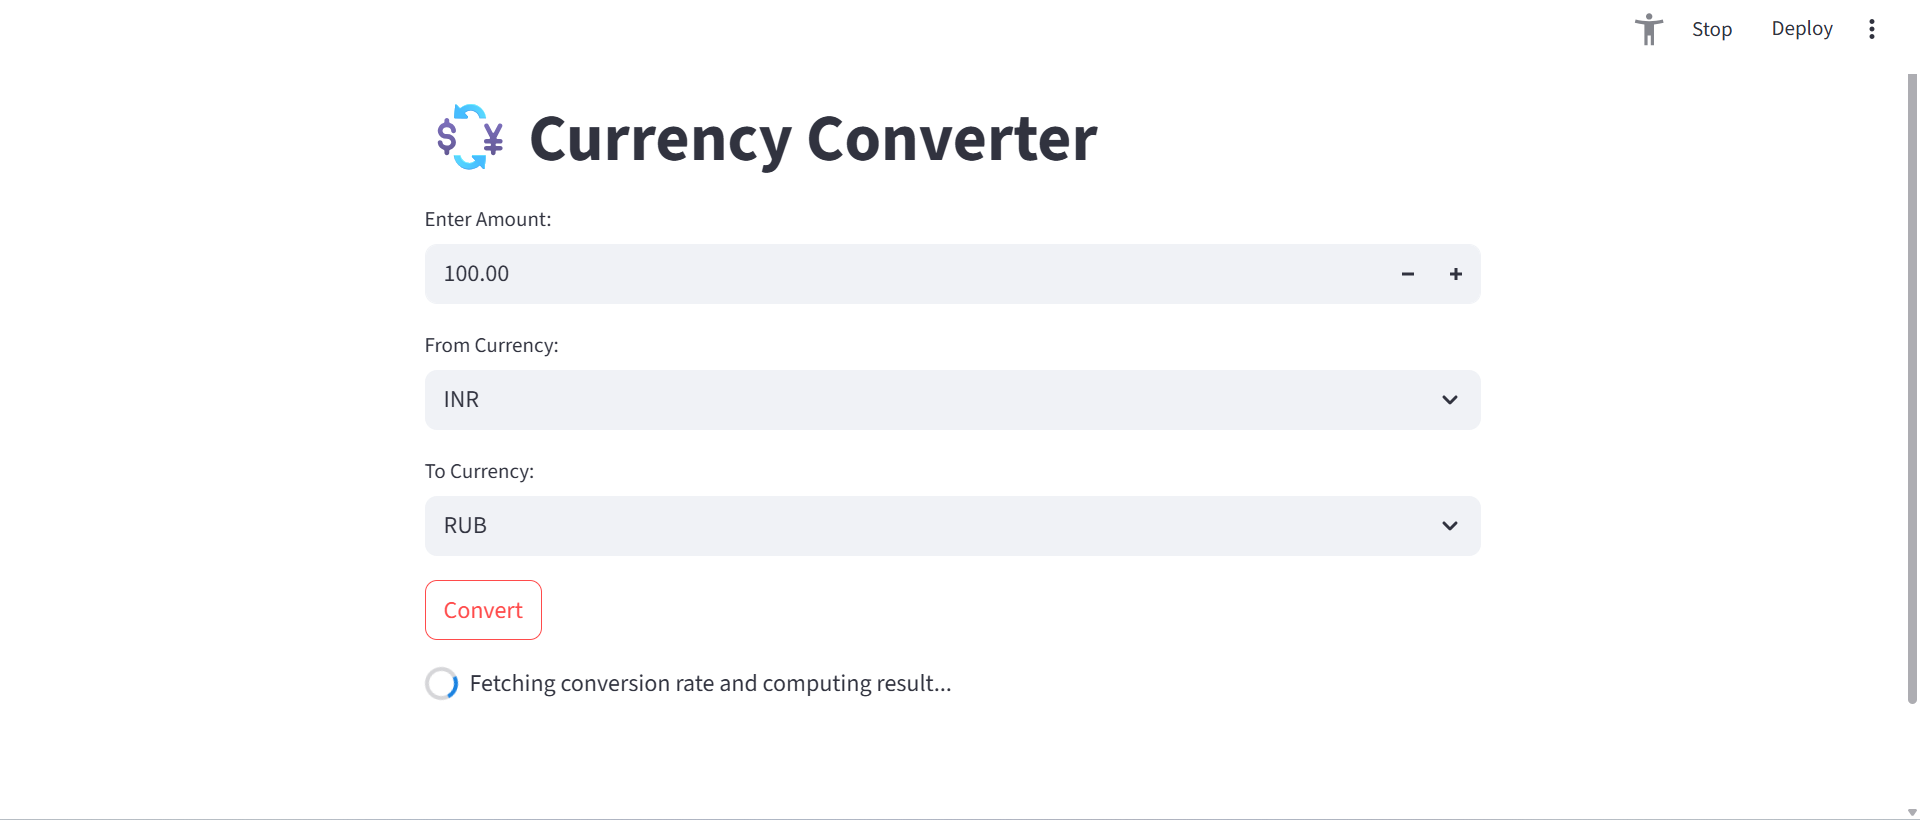 Stop Deploy
Currency Converter
Enter Amount:
100.00
From Currency:
INR
To Currency:
RUB
Convert
Fetching conversion rate and computing result...